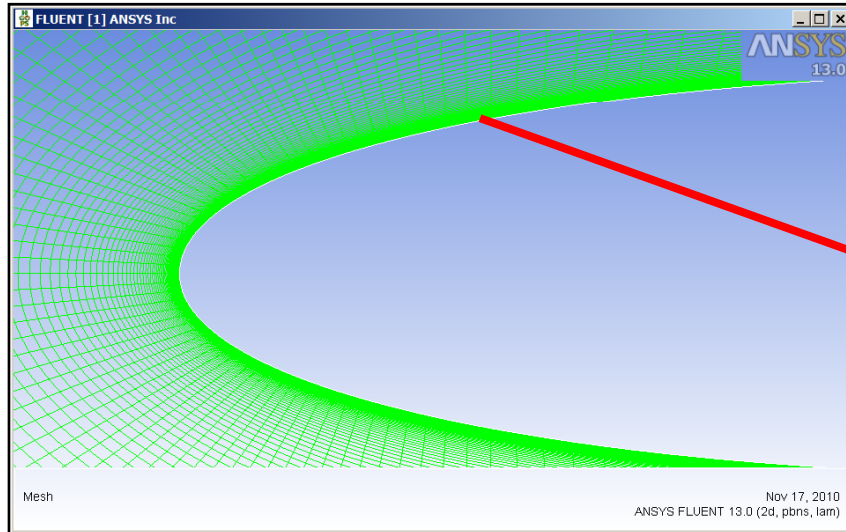 FLUENT [1] ANSYS Inc
ANSYS
13.0
Mesh
Nov 17, 2010
ANSYS FLUENT 13.0 (2d, pbns, lam)